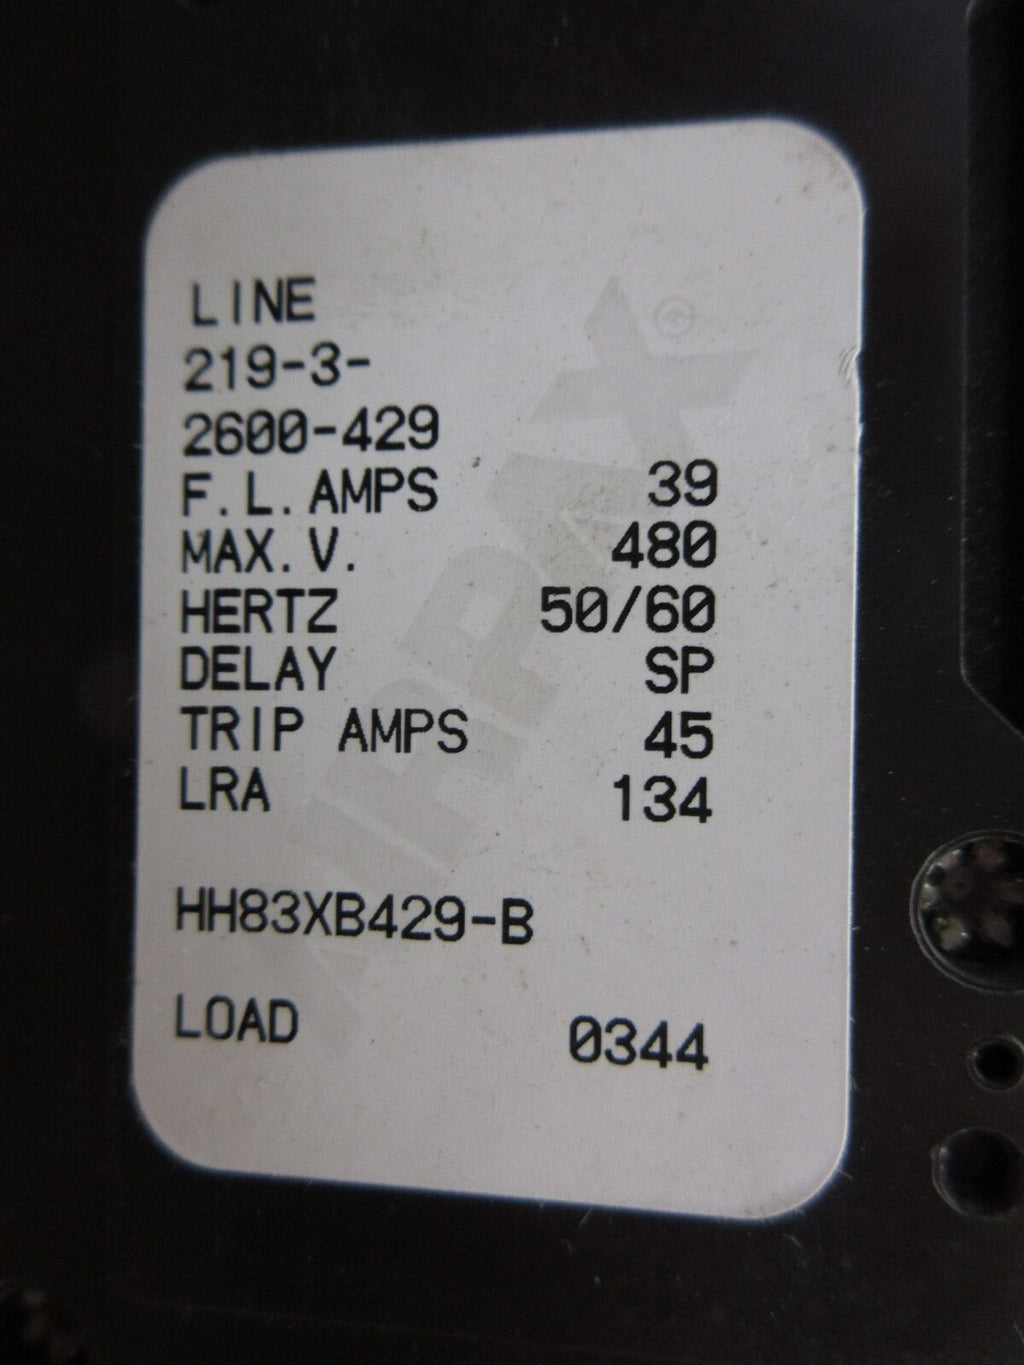 LINE
219-3-
2600-429
F.L.AMPS 39
MAX.V. 480
HERTZ 50/60
DELAY SP
TRIP AMPS 45
LRA 134
HH83XB429-B
LOAD 0344
AIRPAX®